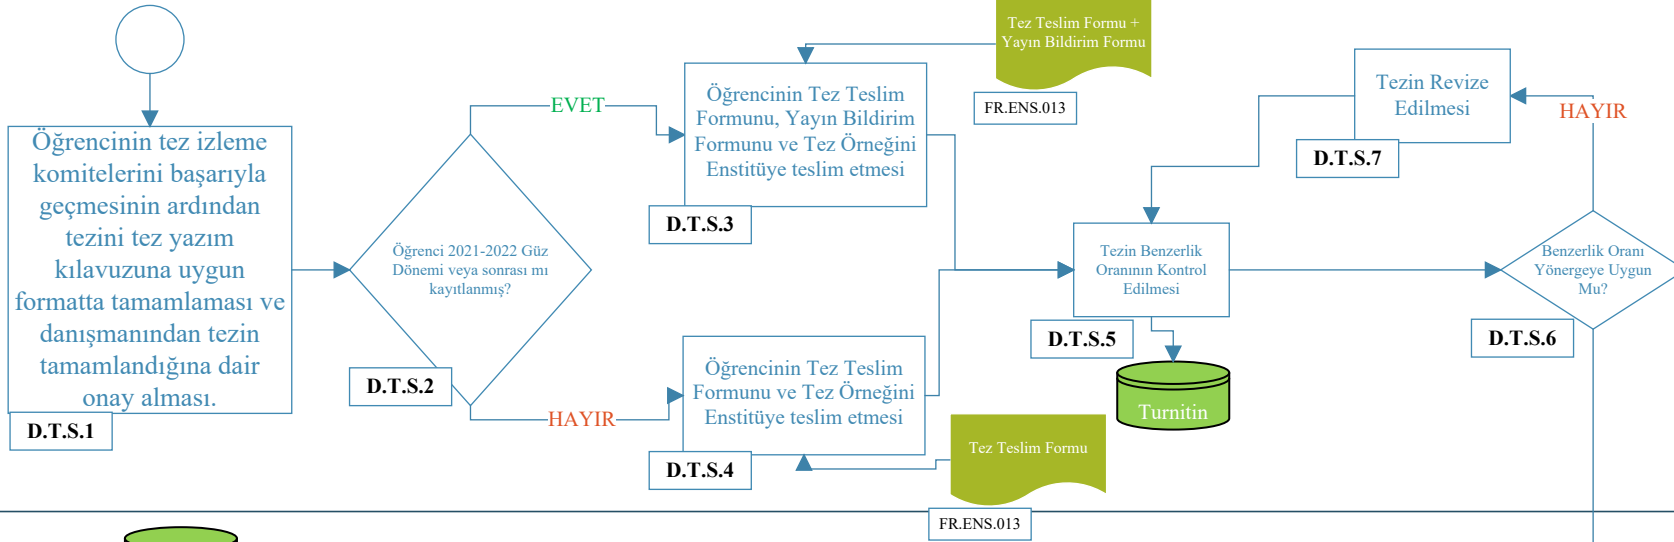 Öğrencinin tez izleme
komitelerini başarıyla
geçmesinin ardından
tezini tez yazım
kılavuzuna uygun
formatta tamamlaması ve
danışmanından tezin
tamamlandığına dair
onay alması.
D.T.S.1
Öğrenci 2021-2022 Güz
Dönemi veya sonrası mı
kayıtlanmış?
D.T.S.2
EVET
HAYIR
Öğrencinin Tez Teslim
Formunu, Yayın Bildirim
Formunu ve Tez Örneğini
Enstitüye teslim etmesi
D.T.S.3
Tez Teslim Formu +
Yayın Bildirim Formu
FR.ENS.013
Öğrencinin Tez Teslim
Formunu ve Tez Örneğini
Enstitüye teslim etmesi
D.T.S.4
Tez Teslim Formu
FR.ENS.013
Tezin Benzerlik
Oranının Kontrol
Edilmesi
D.T.S.5
Turnitin
Tezin Revize
Edilmesi
D.T.S.7
HAYIR
Benzerlik Oranı
Yönergeye Uygun
Mu?
D.T.S.6